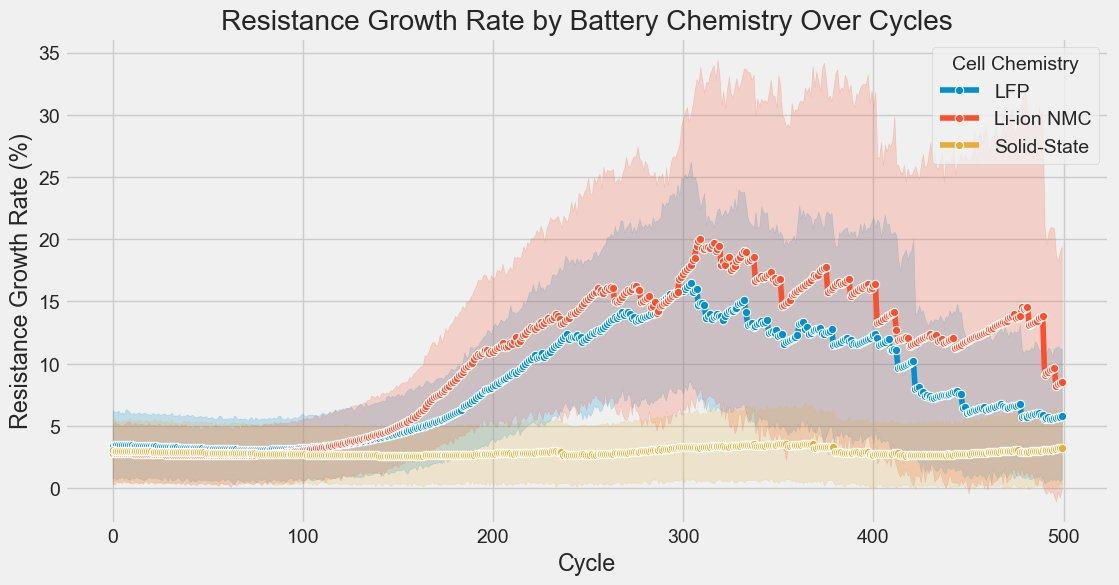 Resistance Growth Rate by Battery Chemistry Over Cycles
Resistance Growth Rate (%)
35
30
25
20
15
10
5
0
Cell Chemistry
LFP
Li-ion NMC
Solid-State
0
100
200
300
400
500
Cycle